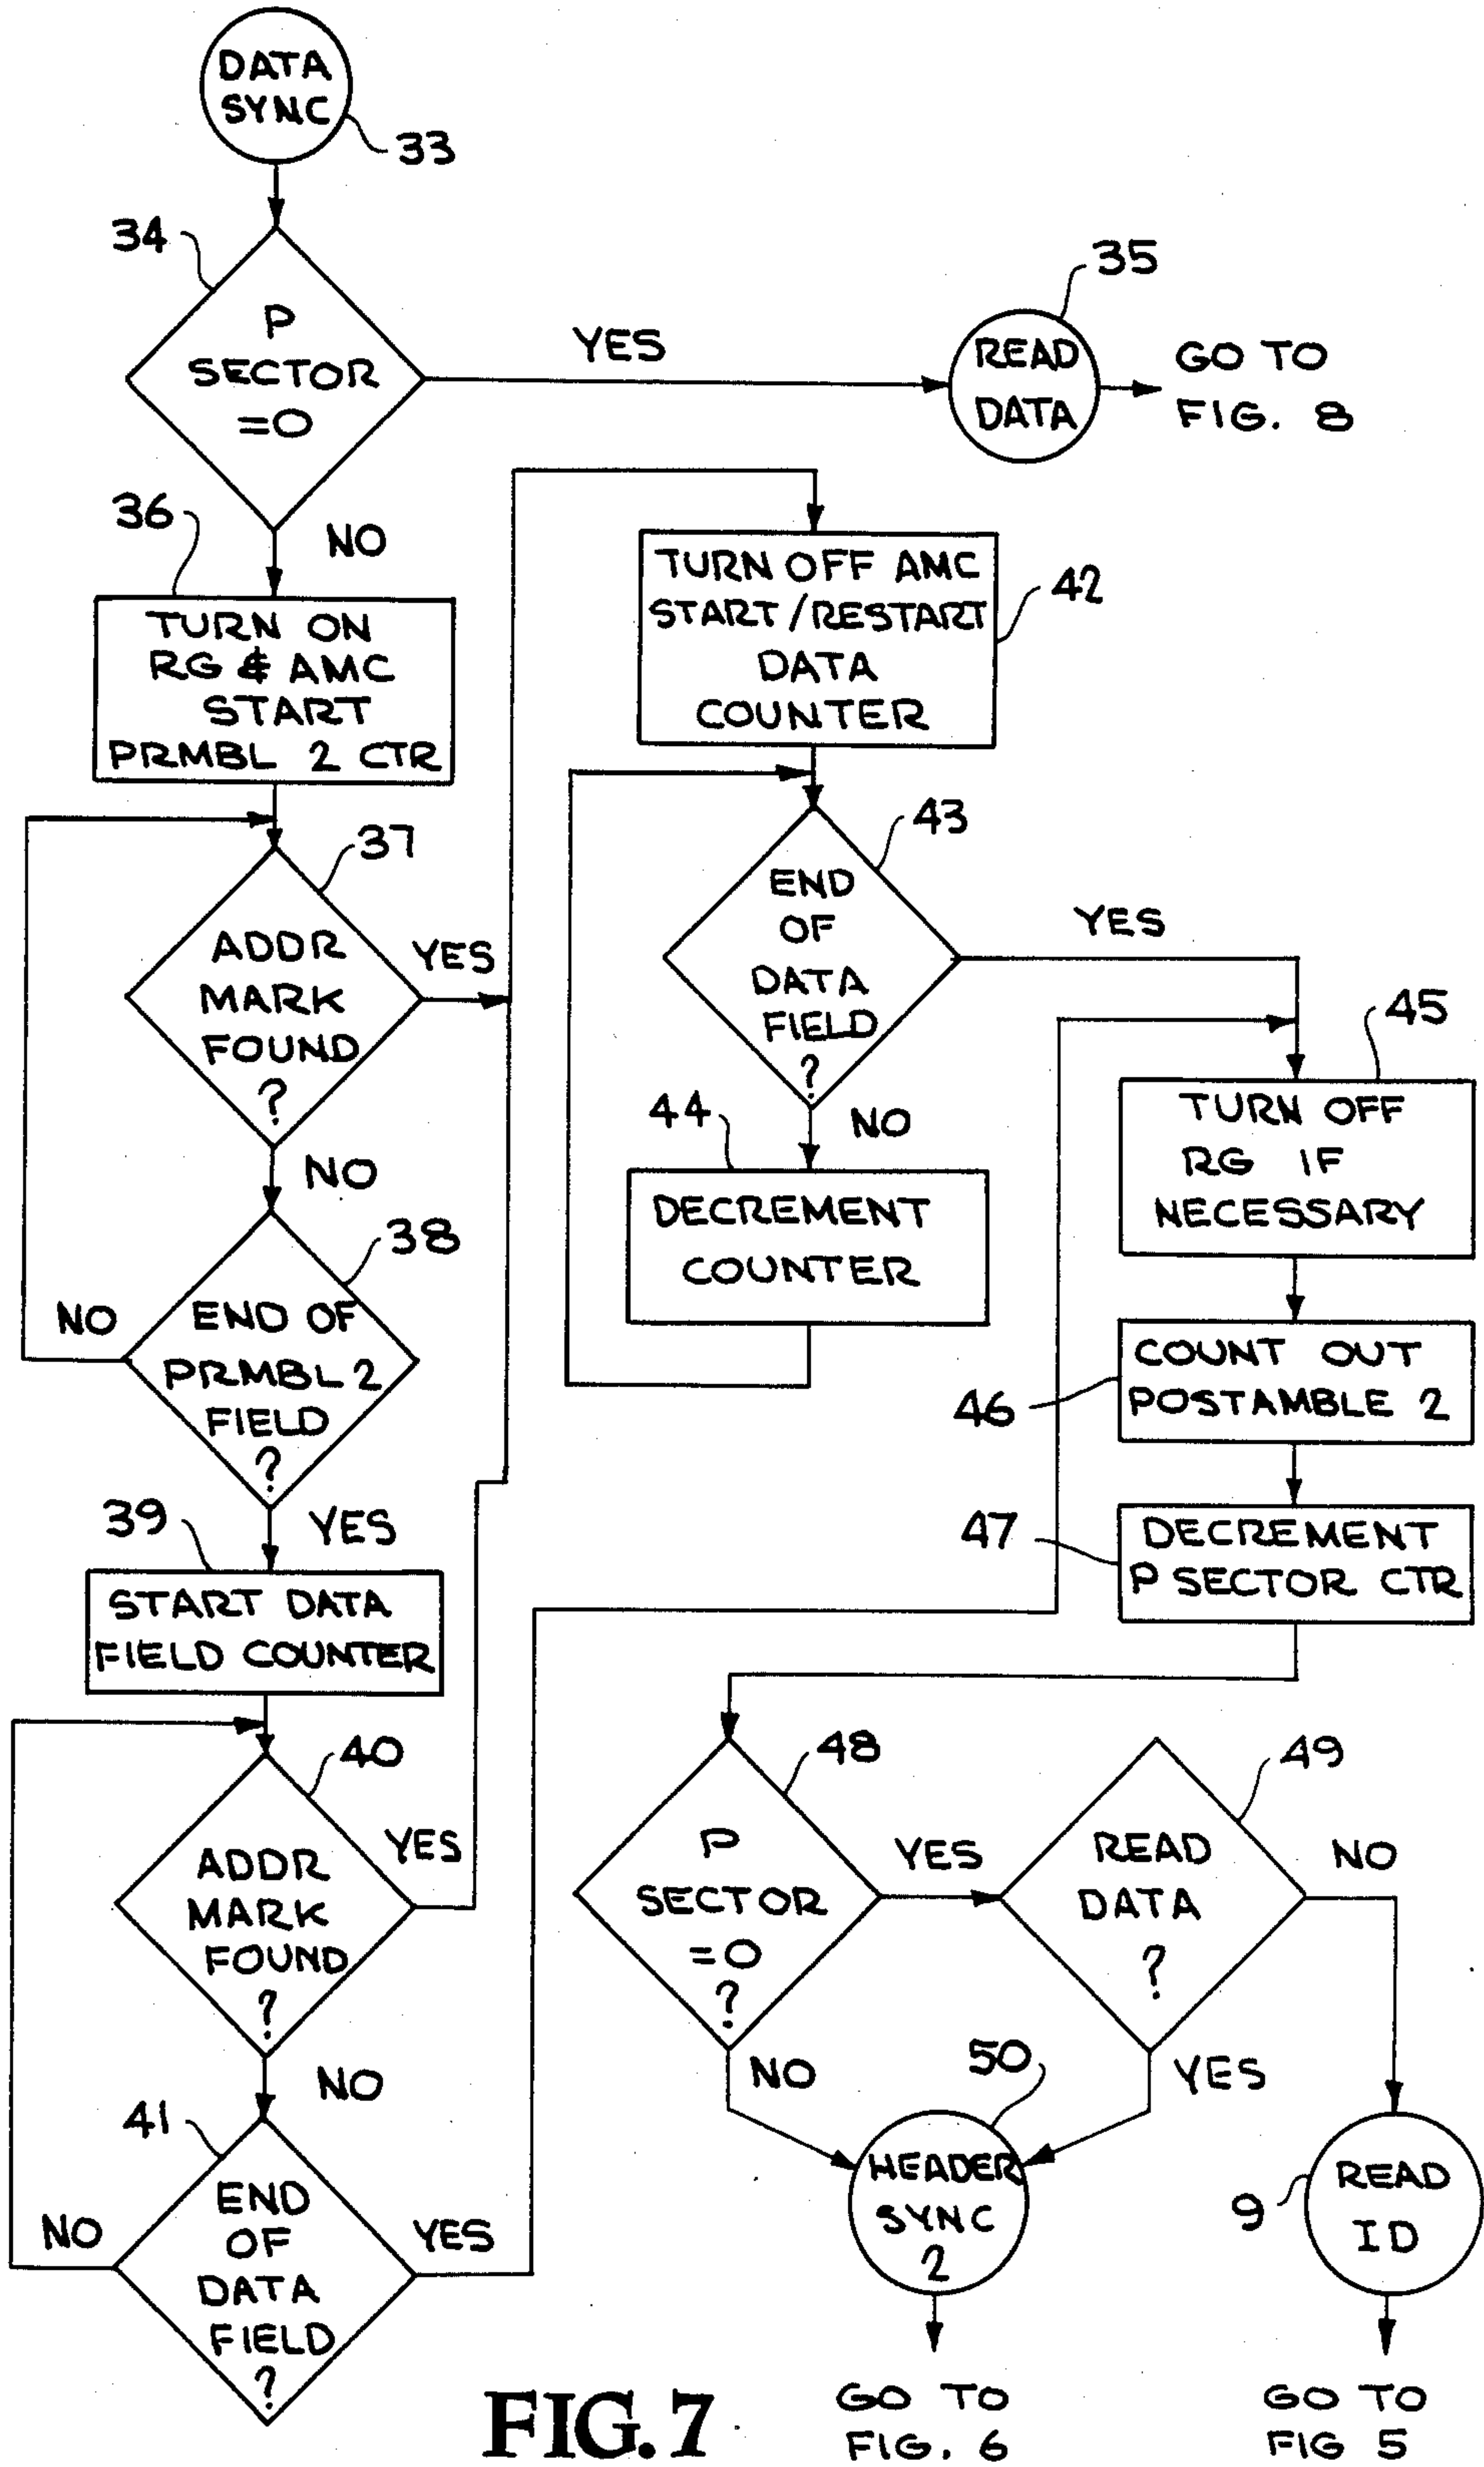 DATA
SYNC
33
34
P
SECTOR
=0
YES
35
READ
DATA
GO TO
FIG. 8
NO
36
TURN ON
RG & AMC
START
PRMBL 2 CTR
37
ADDR
MARK
FOUND
?
YES
NO
38
END OF
PRMBL 2
FIELD
?
NO
YES
39
START DATA
FIELD COUNTER
40
ADDR
MARK
FOUND
?
YES
NO
41
END
OF
DATA
FIELD
?
NO
YES
TURN OFF AMC
START/RESTART
DATA
COUNTER
42
43
END
OF
DATA
FIELD
?
YES
NO
44
DECREMENT
COUNTER
45
TURN OFF
RG IF
NECESSARY
46
COUNT OUT
POSTAMBLE 2
47
DECREMENT
P SECTOR CTR
48
P
SECTOR
=0
?
YES
NO
49
READ
DATA
?
NO
YES
50
HEADER
SYNC
2
GO TO
FIG. 6
9
READ
ID
GO TO
FIG 5
FIG. 7